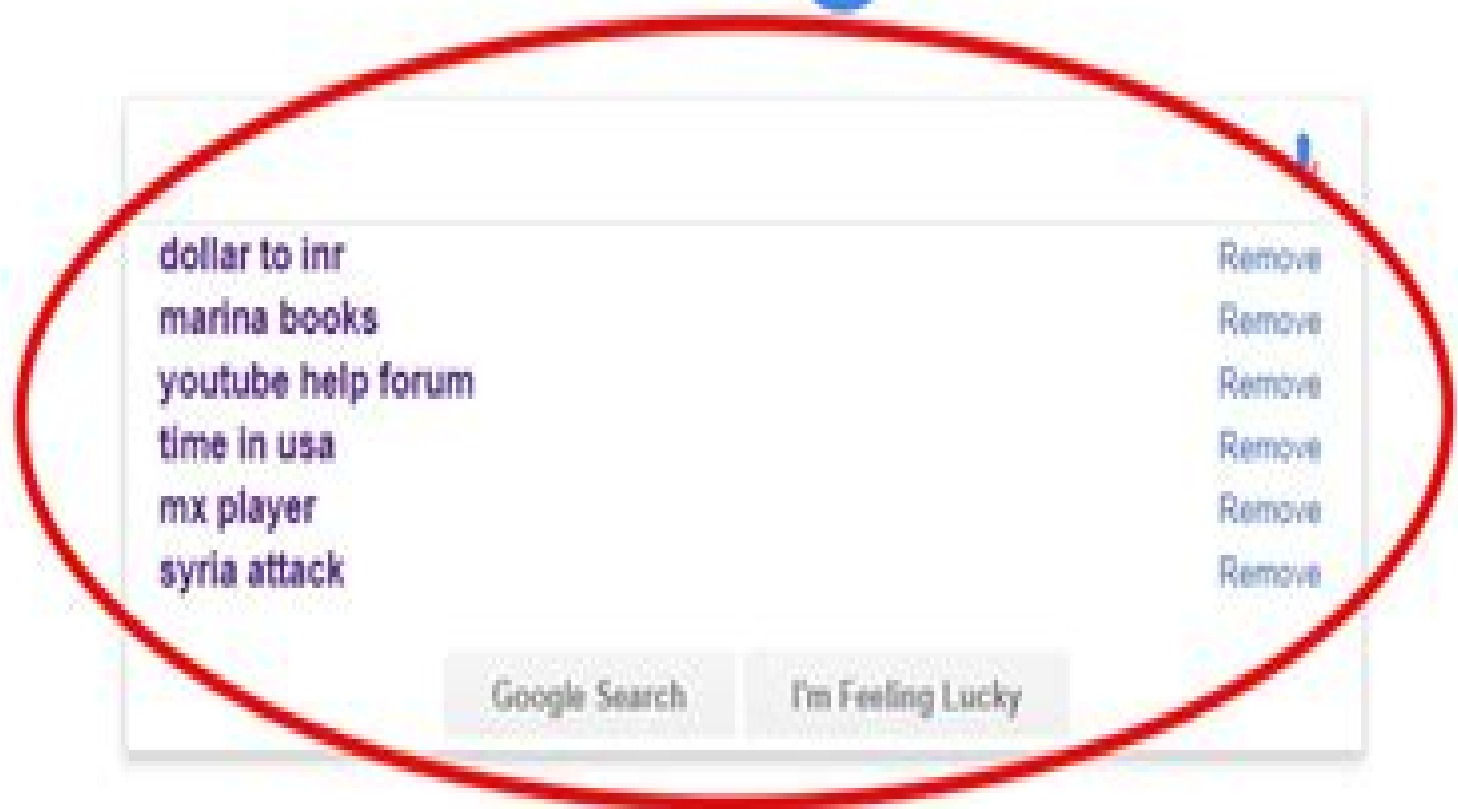 dollar to inr Remove
marina books Remove
youtube help forum Remove
time in usa Remove
mx player Remove
syria attack Remove
Google Search I'm Feeling Lucky